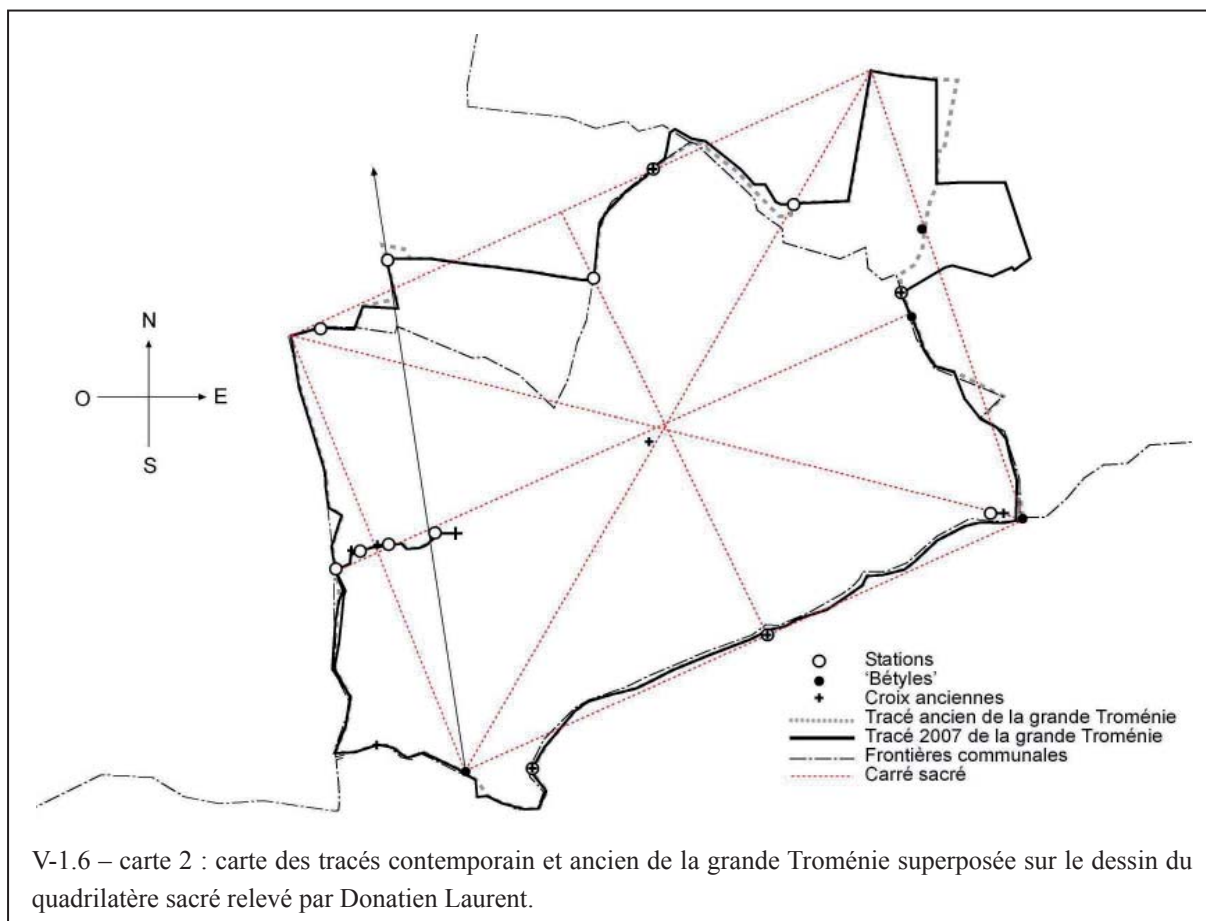 N
O
E
S
Stations
'Bétyles'
Croix anciennes
Tracé ancien de la grande Troménie
Tracé 2007 de la grande Troménie
Frontières communales
Carré sacré
V-1.6 – carte 2 : carte des tracés contemporain et ancien de la grande Troménie superposée sur le dessin du
quadrilatère sacré relevé par Donatien Laurent.